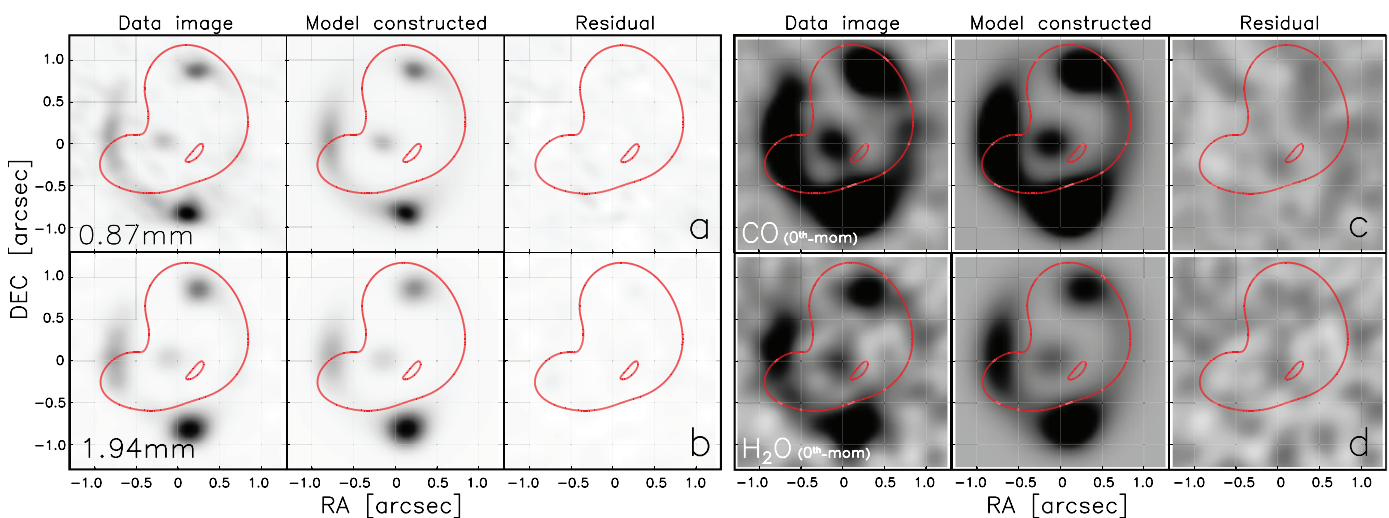 Data image Model constructed Residual Data image Model constructed Residual
1.0
0.5
0
−0.5
−1.0
0.87mm a CO (0th-mom) c
1.0
0.5
0
−0.5
−1.0
1.94mm b H2O (0th-mom) d
DEC [arcsec]
−1.0 −0.5 0 0.5 1.0 −1.0 −0.5 0 0.5 1.0 −1.0 −0.5 0 0.5 1.0 −1.0 −0.5 0 0.5 1.0 −1.0 −0.5 0 0.5 1.0 −1.0 −0.5 0 0.5 1.0
RA [arcsec] RA [arcsec]